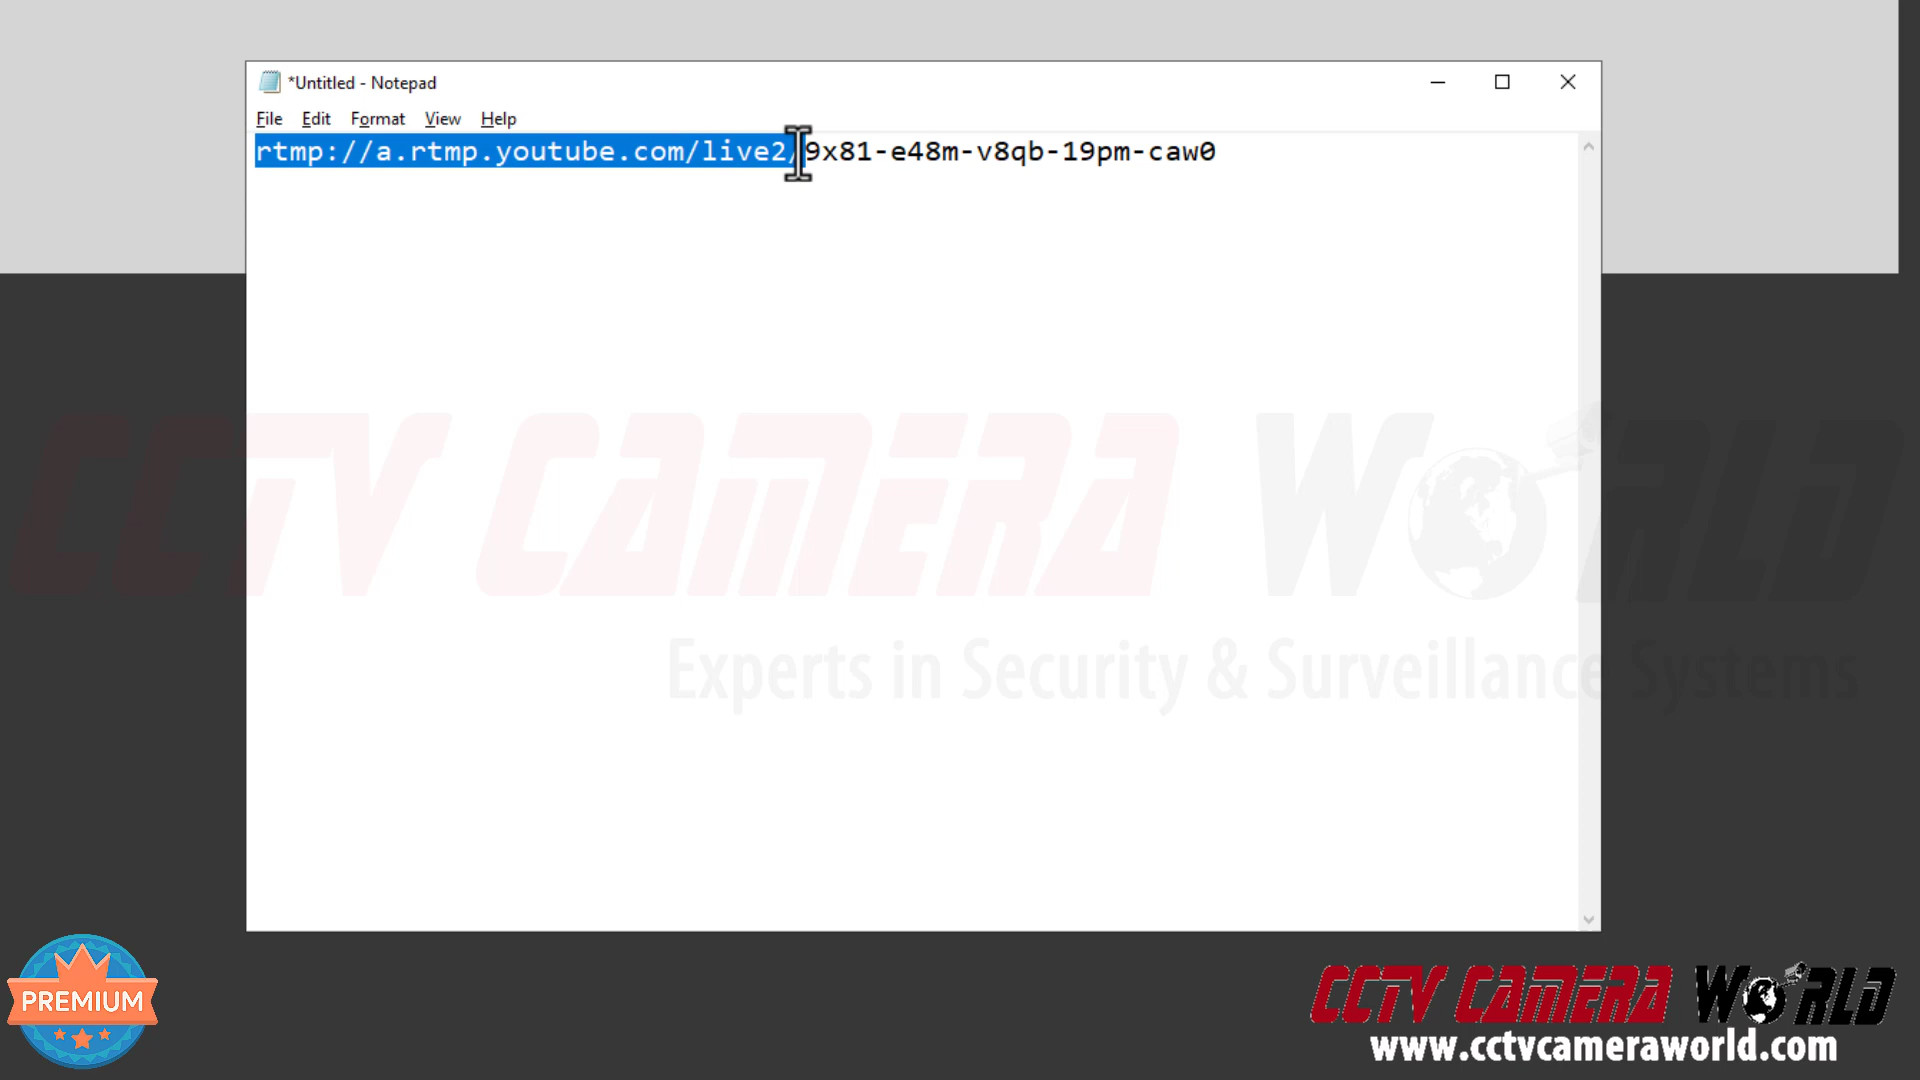 *Untitled - Notepad
File Edit Format View Help
rtmp://a.rtmp.youtube.com/live2/9x81-e48m-v8qb-19pm-caw0
CCTV CAMERA WORLD
Experts in Security & Surveillance Systems
PREMIUM
CCTV CAMERA WORLD
www.cctvcameraworld.com